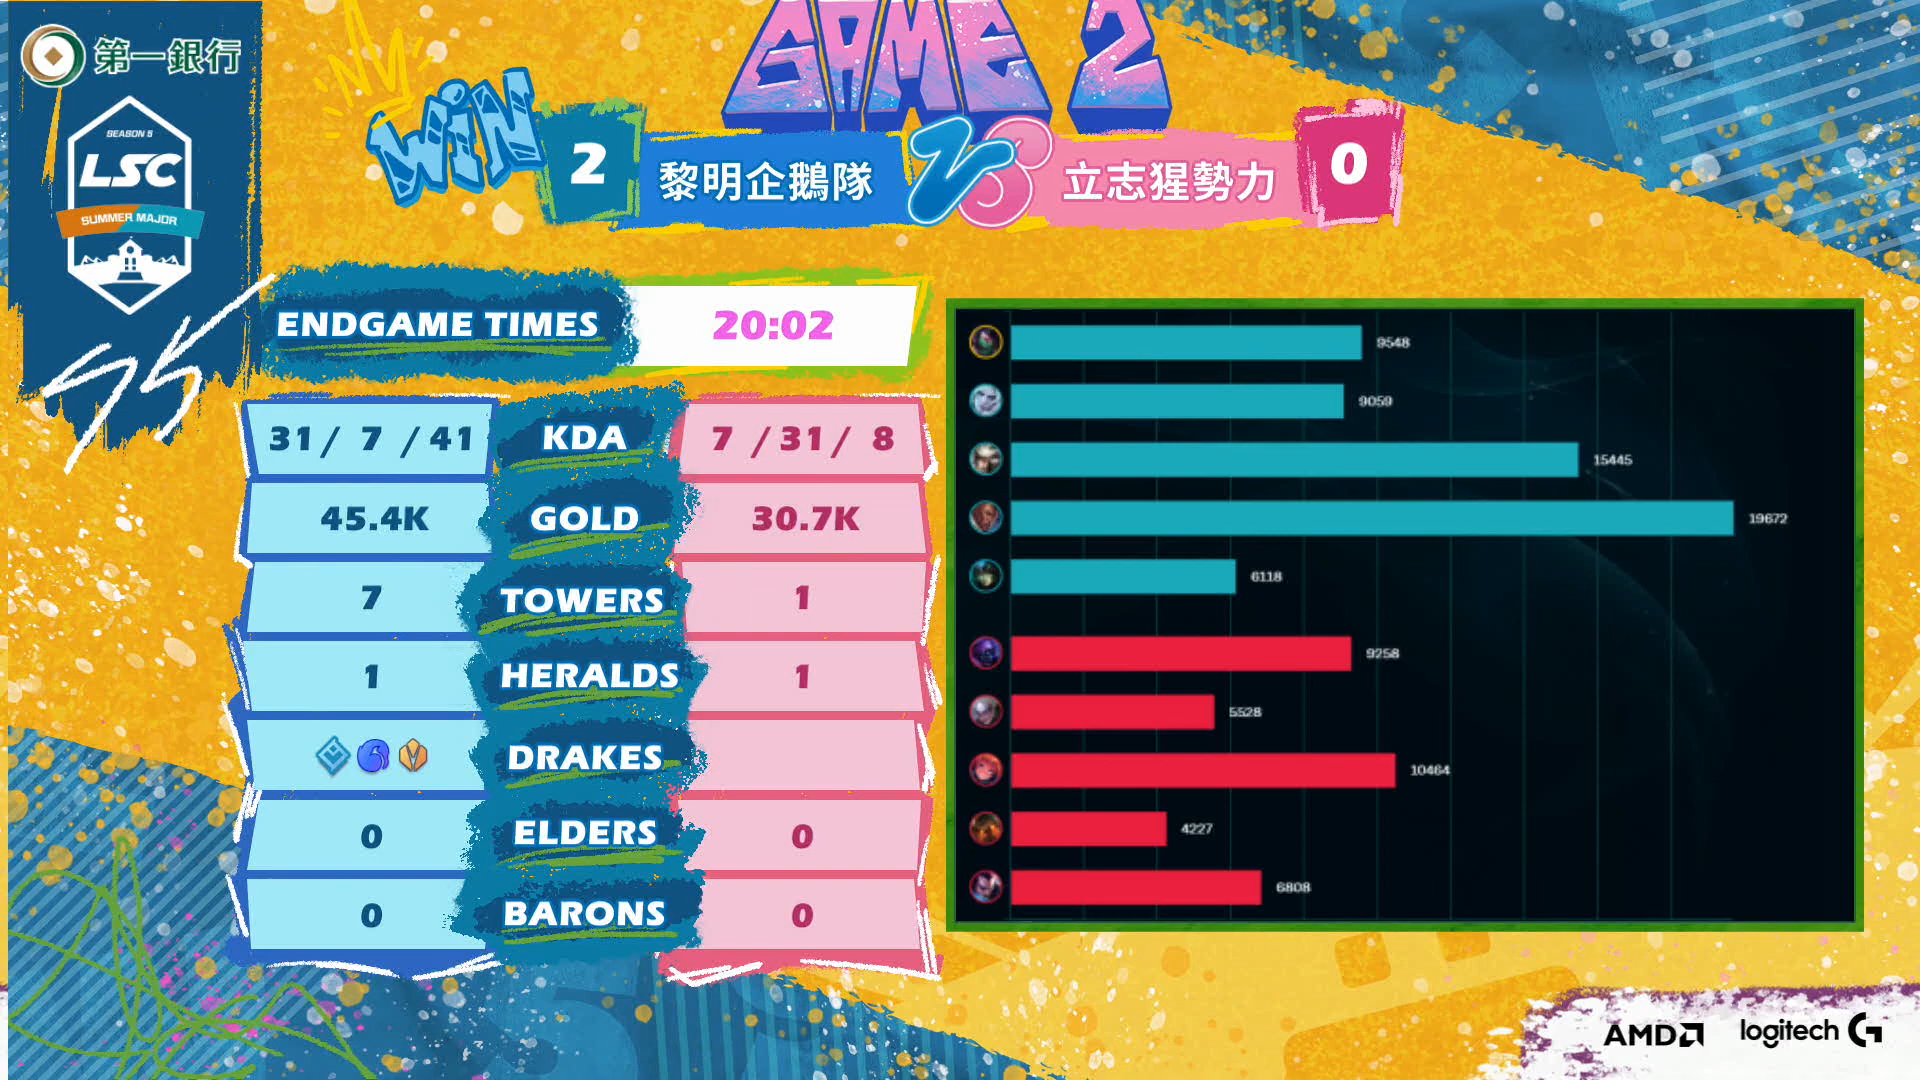 第一銀行
SEASON 5
LSC
SUMMER MAJOR
GAME 2
WIN
2
黎明企鵝隊
VS
立志猩勢力
0
ENDGAME TIMES
20:02
31/ 7 /41
KDA
7 /31/ 8
45.4K
GOLD
30.7K
7
TOWERS
1
1
HERALDS
1
DRAKES
0
ELDERS
0
0
BARONS
0
9548
9059
15445
19672
6118
9258
5528
10464
4227
6808
AMD
logitech G